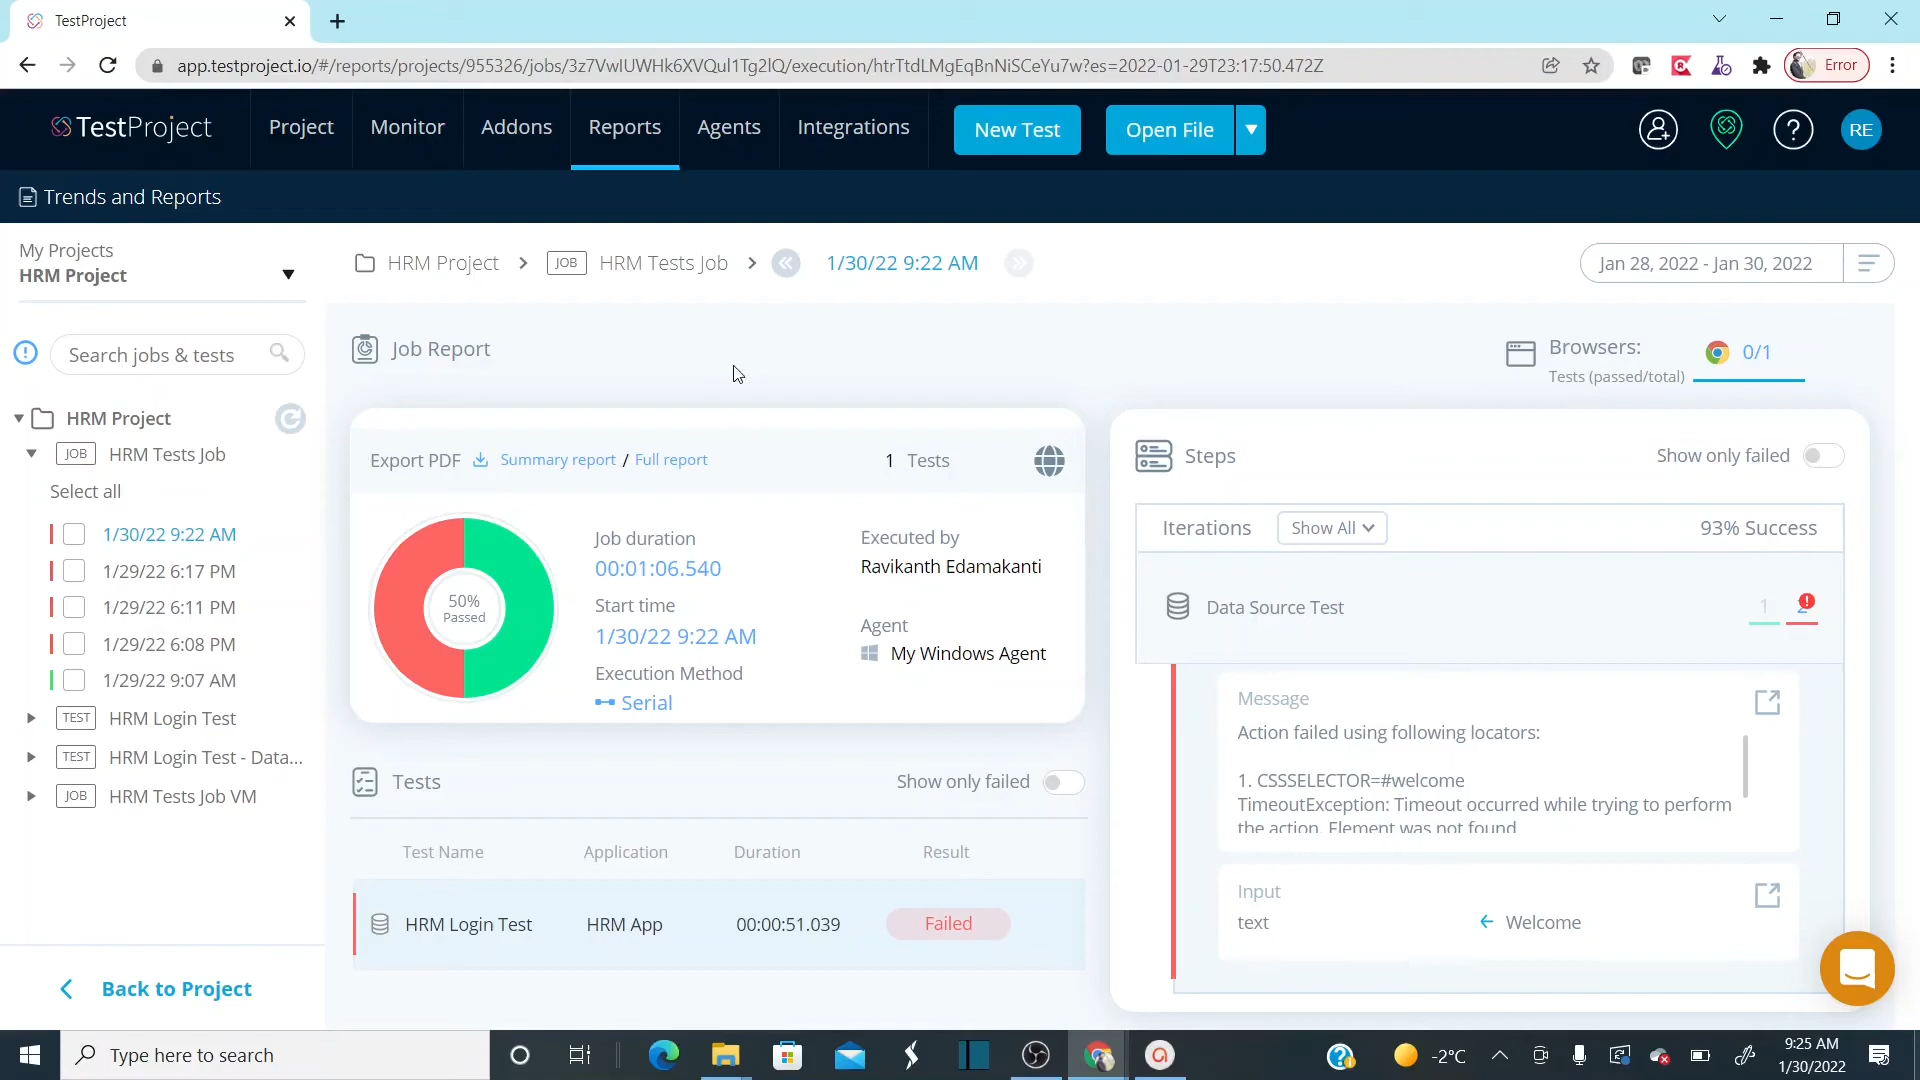 TestProject
app.testproject.io/#/reports/projects/955326/jobs/3z7VwIUWHk6XVQul1Tg2lQ/execution/htrTtdLMgEqBnNiSCeYu7w?es=2022-01-29T23:17:50.472Z
Error
TestProject
Project
Monitor
Addons
Reports
Agents
Integrations
New Test
Open File
RE
Trends and Reports
My Projects
HRM Project
HRM Project
JOB
HRM Tests Job
1/30/22 9:22 AM
Jan 28, 2022 - Jan 30, 2022
Search jobs & tests
HRM Project
JOB HRM Tests Job
Select all
1/30/22 9:22 AM
1/29/22 6:17 PM
1/29/22 6:11 PM
1/29/22 6:08 PM
1/29/22 9:07 AM
TEST HRM Login Test
TEST HRM Login Test - Data...
JOB HRM Tests Job VM
Back to Project
Job Report
Browsers:
Tests (passed/total)
0/1
Export PDF
Summary report / Full report
1 Tests
50%
Passed
Job duration
00:01:06.540
Start time
1/30/22 9:22 AM
Execution Method
Serial
Executed by
Ravikanth Edamakanti
Agent
My Windows Agent
Tests
Show only failed
Test Name
Application
Duration
Result
HRM Login Test
HRM App
00:00:51.039
Failed
Steps
Show only failed
Iterations
Show All
93% Success
Data Source Test
1
2
Message
Action failed using following locators:
1. CSSSELECTOR=#welcome
TimeoutException: Timeout occurred while trying to perform
the action. Element was not found
Input
text
Welcome
Type here to search
-2°C
9:25 AM
1/30/2022